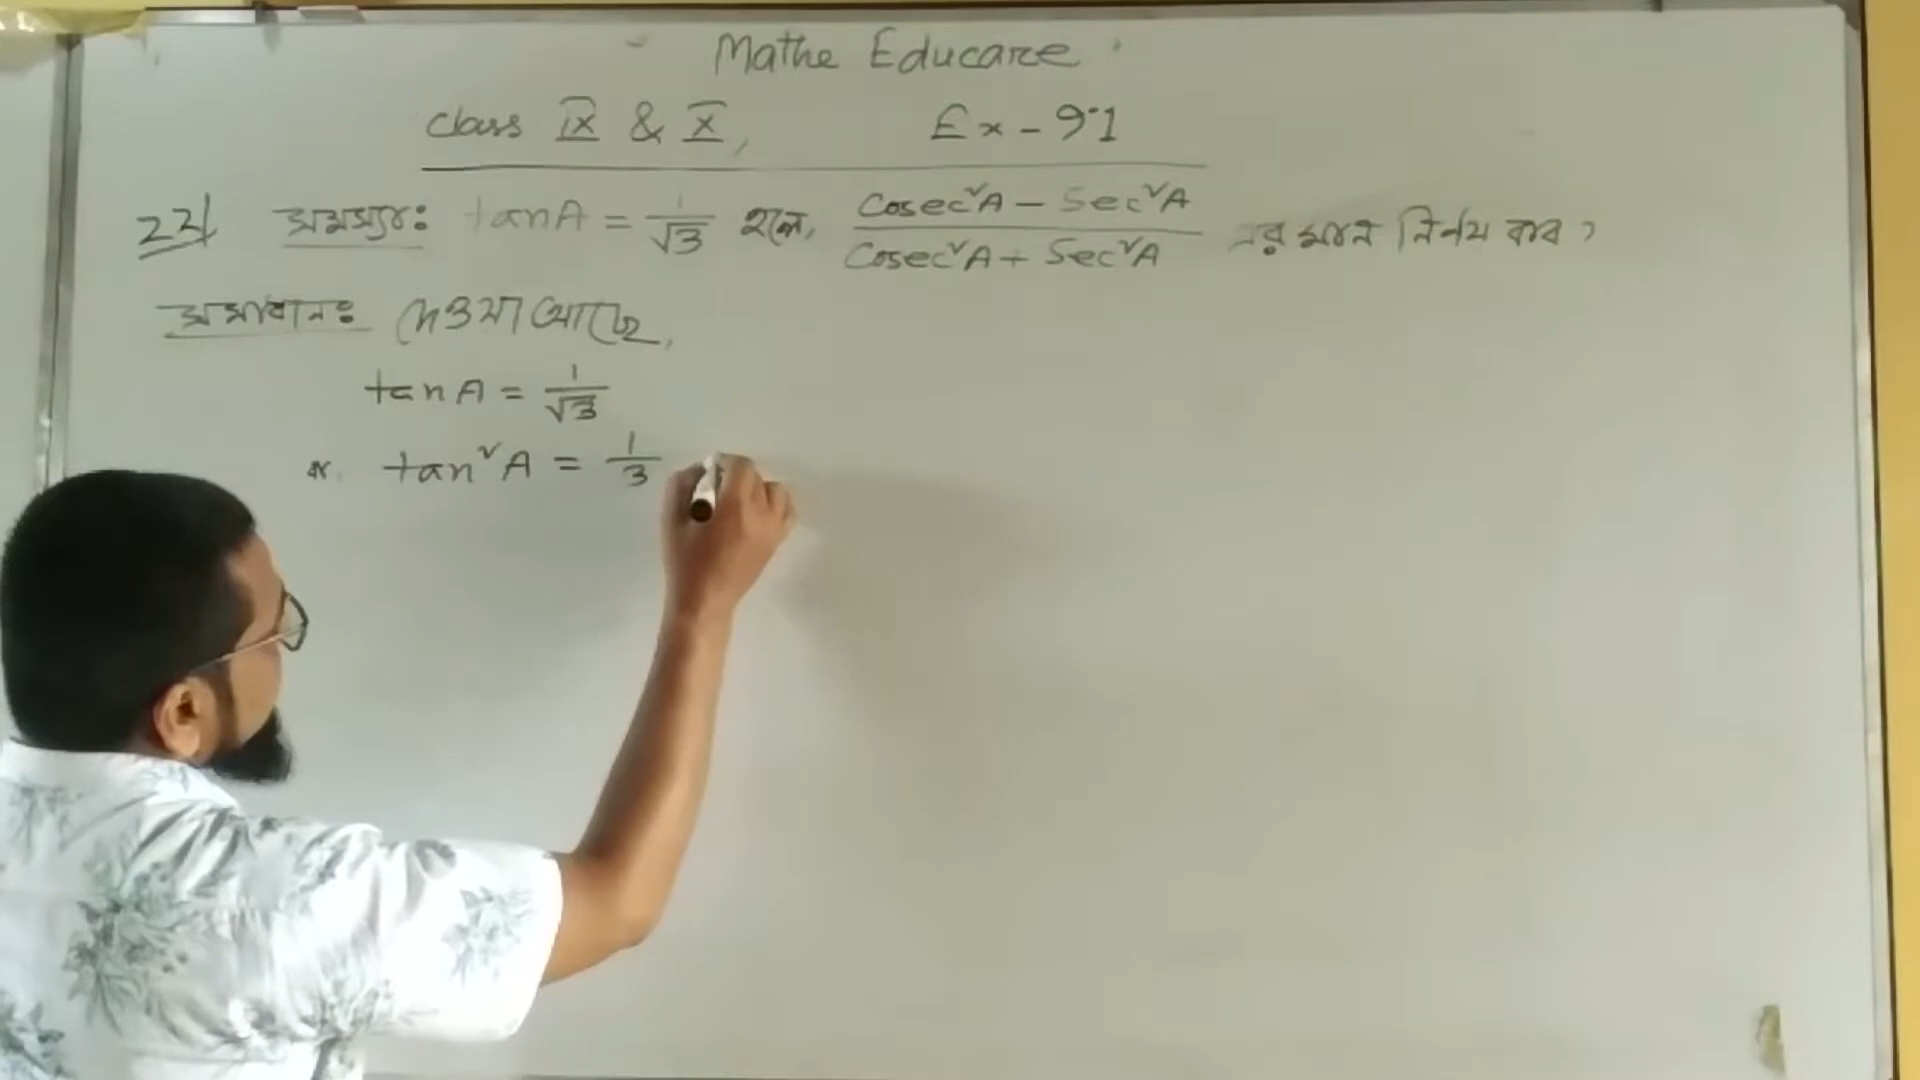 Mathe Educare
Class IX & X, Ex - 9.1
22। সমস্যা: tanA = 1/√3 হলে, (Cosec²A - Sec²A)/(Cosec²A + Sec²A) এর মান নির্ণয় কর ?
সমাধান: দেওয়া আছে,
tanA = 1/√3
বা, tan²A = 1/3